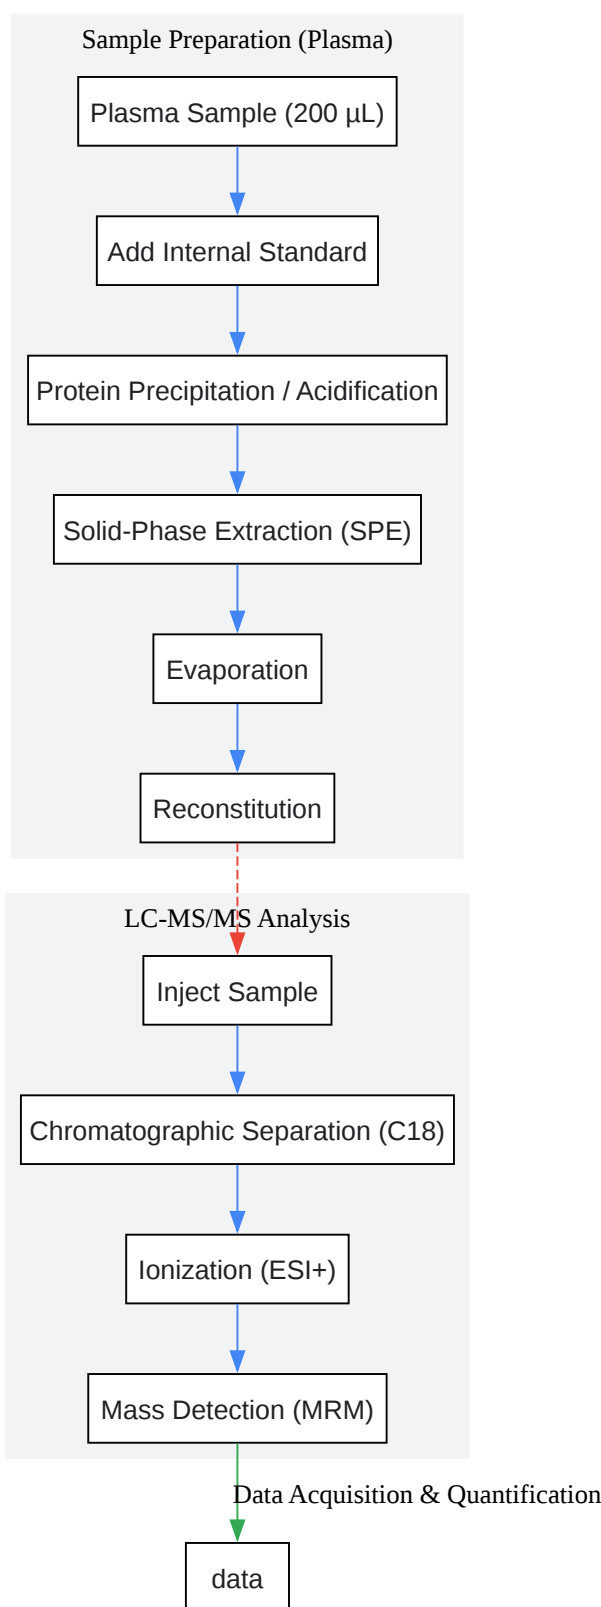 Sample Preparation (Plasma)
Plasma Sample (200 µL)
Add Internal Standard
Protein Precipitation / Acidification
Solid-Phase Extraction (SPE)
Evaporation
Reconstitution
LC-MS/MS Analysis
Inject Sample
Chromatographic Separation (C18)
Ionization (ESI+)
Mass Detection (MRM)
Data Acquisition & Quantification
data